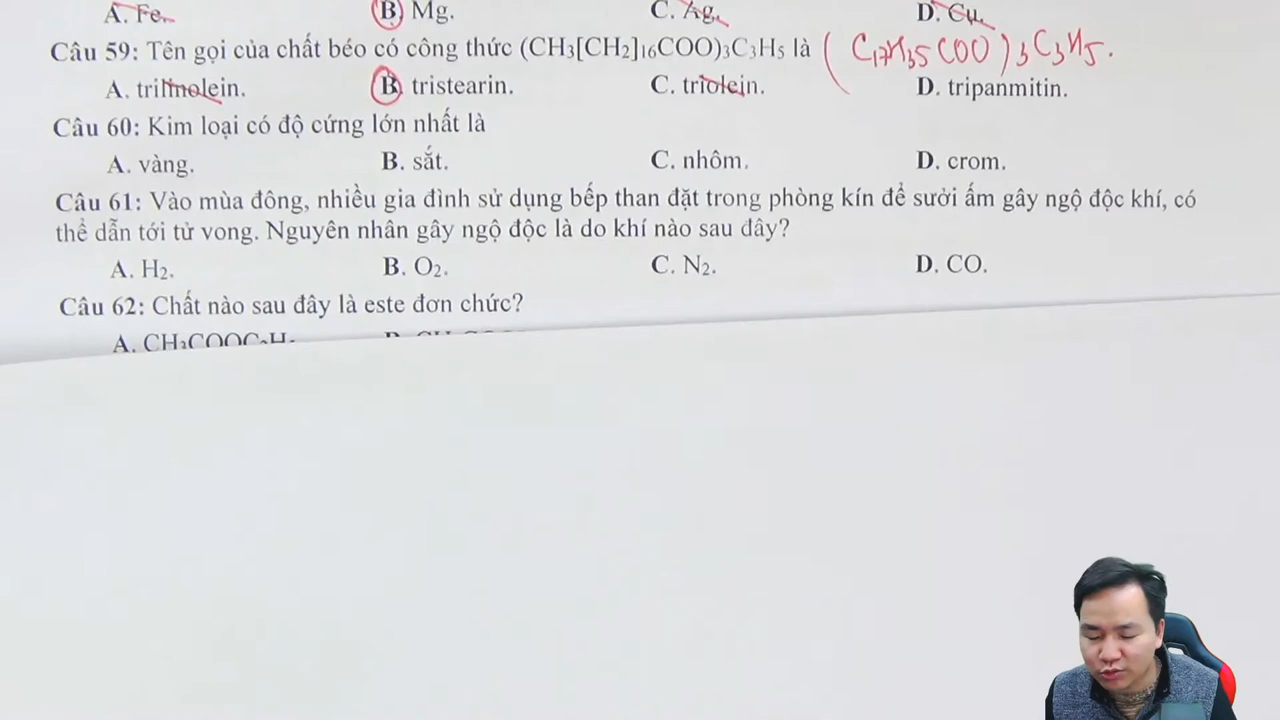 A. Fe. B. Mg. C. Ag. D. Cu.
Câu 59: Tên gọi của chất béo có công thức (CH₃[CH₂]₁₆COO)₃C₃H₅ là (C₁₇H₃₅COO)₃C₃H₅.
A. trilinolein. B. tristearin. C. triolein. D. tripanmitin.
Câu 60: Kim loại có độ cứng lớn nhất là
A. vàng. B. sắt. C. nhôm. D. crom.
Câu 61: Vào mùa đông, nhiều gia đình sử dụng bếp than đặt trong phòng kín để sưởi ấm gây ngộ độc khí, có
thể dẫn tới tử vong. Nguyên nhân gây ngộ độc là do khí nào sau đây?
A. H₂. B. O₂. C. N₂. D. CO.
Câu 62: Chất nào sau đây là este đơn chức?
A.